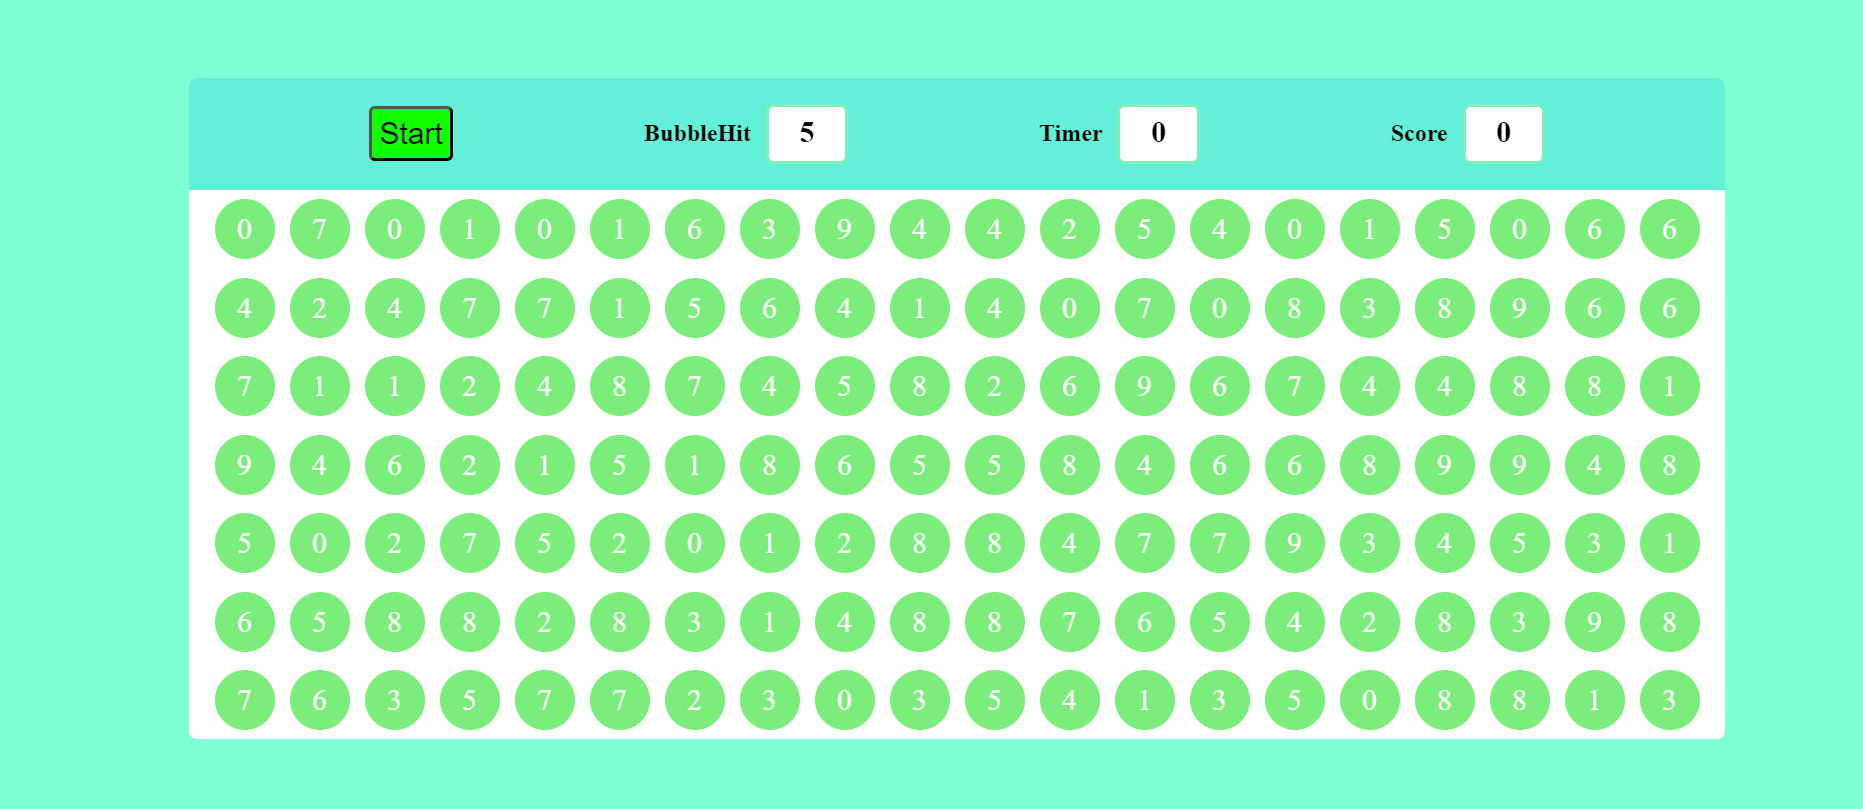 Start BubbleHit 5 Timer 0 Score 0
0 7 0 1 0 1 6 3 9 4 4 2 5 4 0 1 5 0 6 6
4 2 4 7 7 1 5 6 4 1 4 0 7 0 8 3 8 9 6 6
7 1 1 2 4 8 7 4 5 8 2 6 9 6 7 4 4 8 8 1
9 4 6 2 1 5 1 8 6 5 5 8 4 6 6 8 9 9 4 8
5 0 2 7 5 2 0 1 2 8 8 4 7 7 9 3 4 5 3 1
6 5 8 8 2 8 3 1 4 8 8 7 6 5 4 2 8 3 9 8
7 6 3 5 7 7 2 3 0 3 5 4 1 3 5 0 8 8 1 3